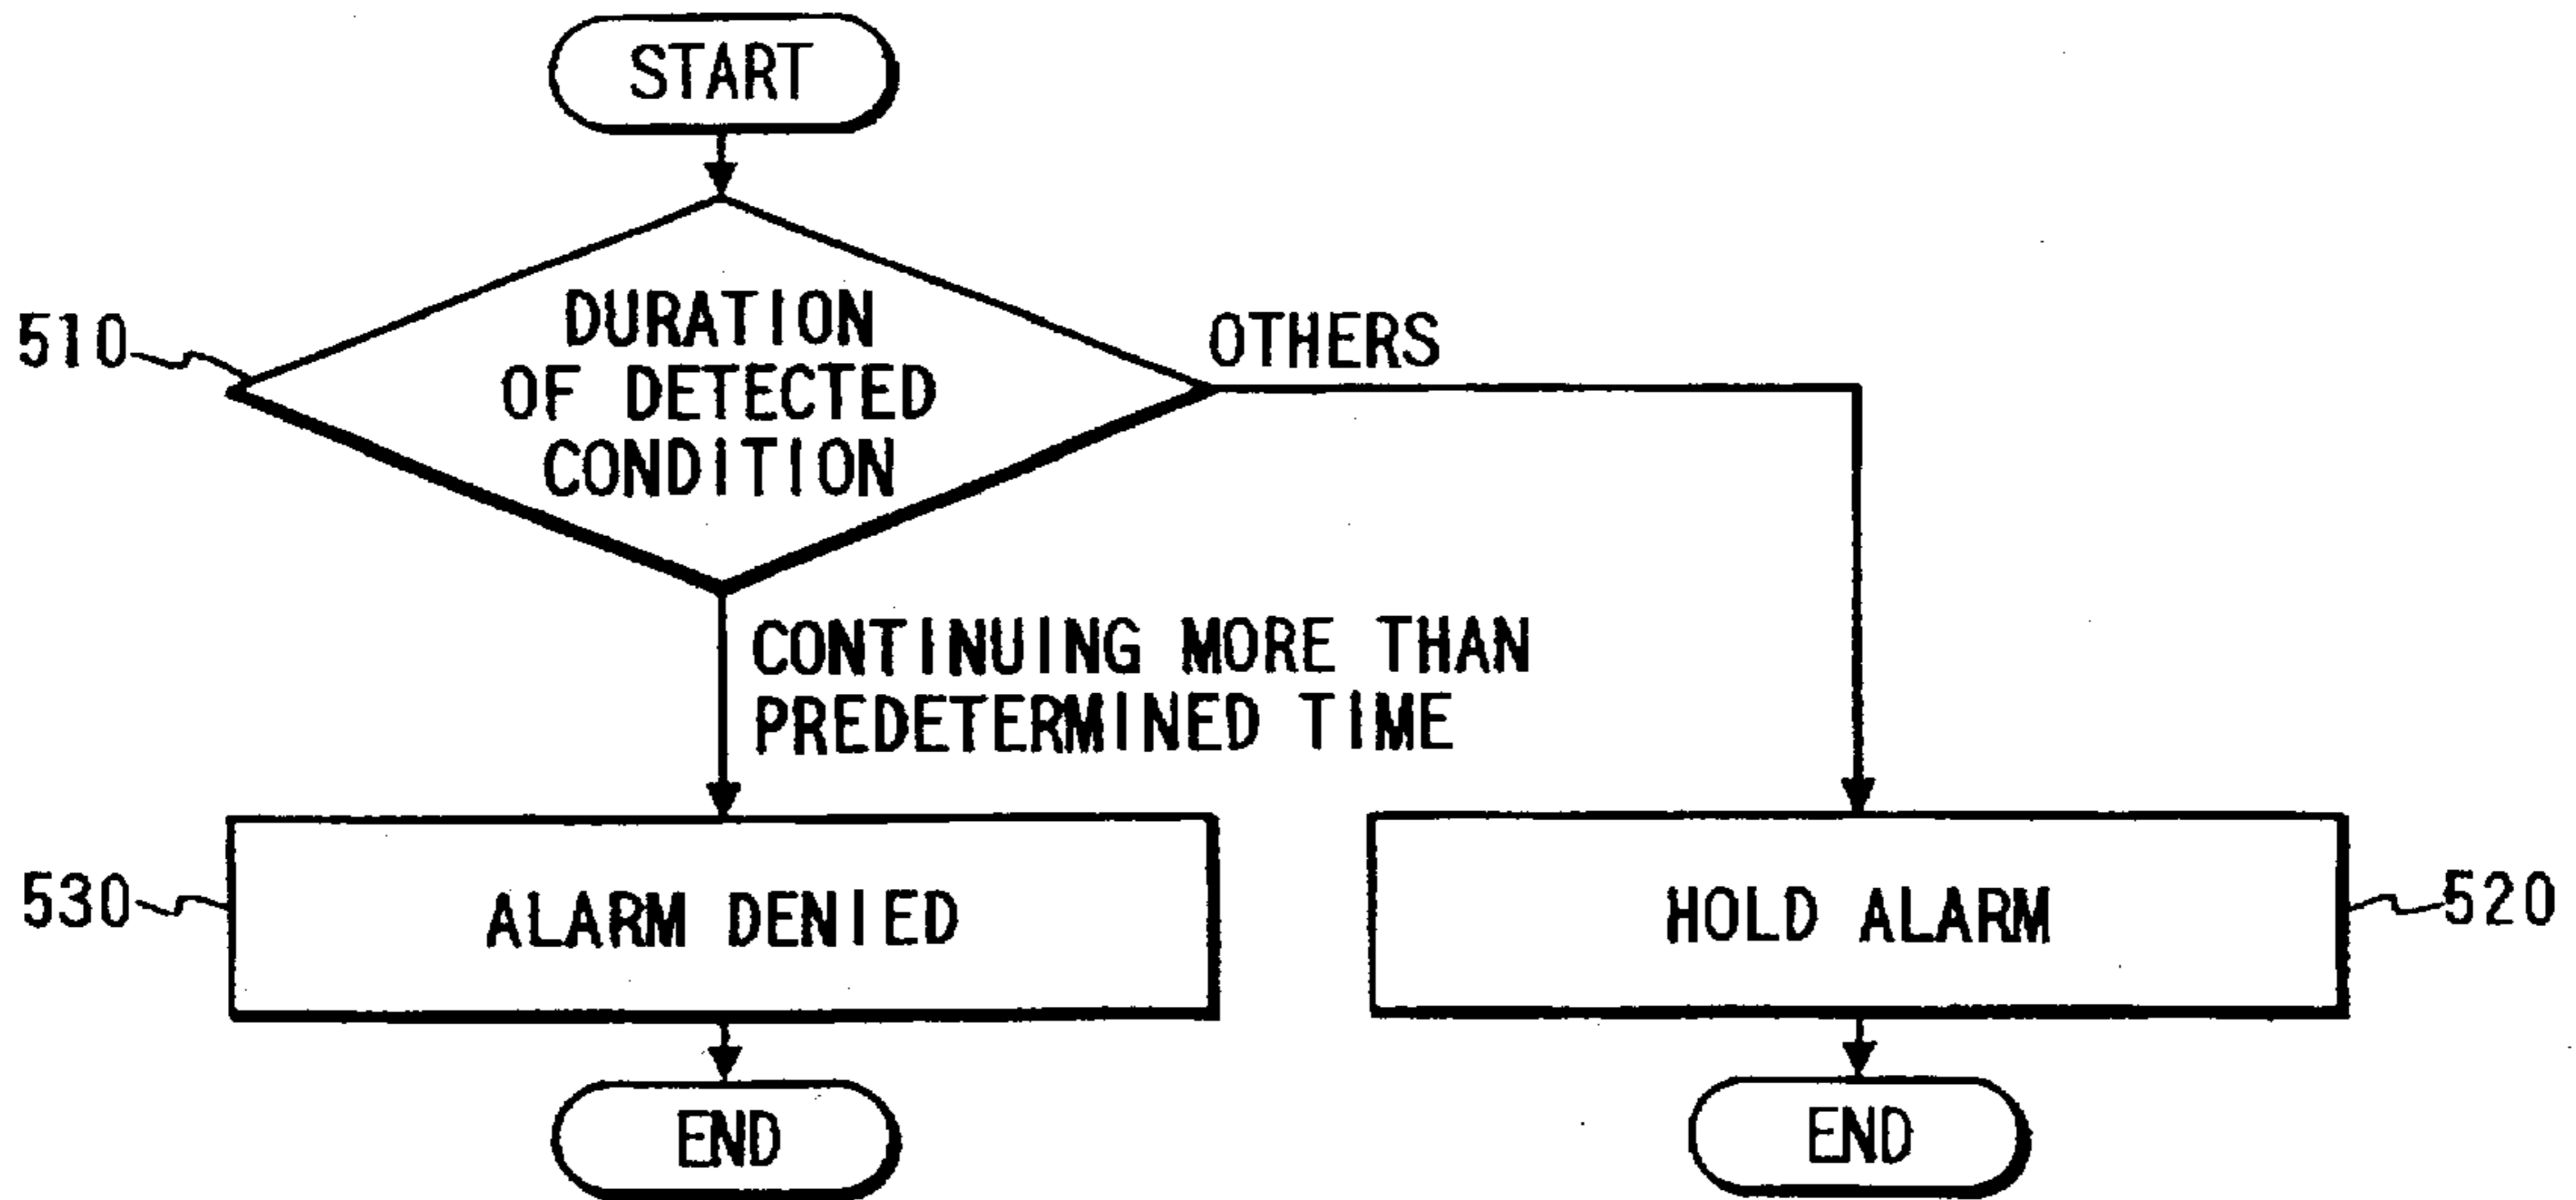 START
510
DURATION
OF DETECTED
CONDITION
OTHERS
CONTINUING MORE THAN
PREDETERMINED TIME
530
ALARM DENIED
HOLD ALARM
520
END
END